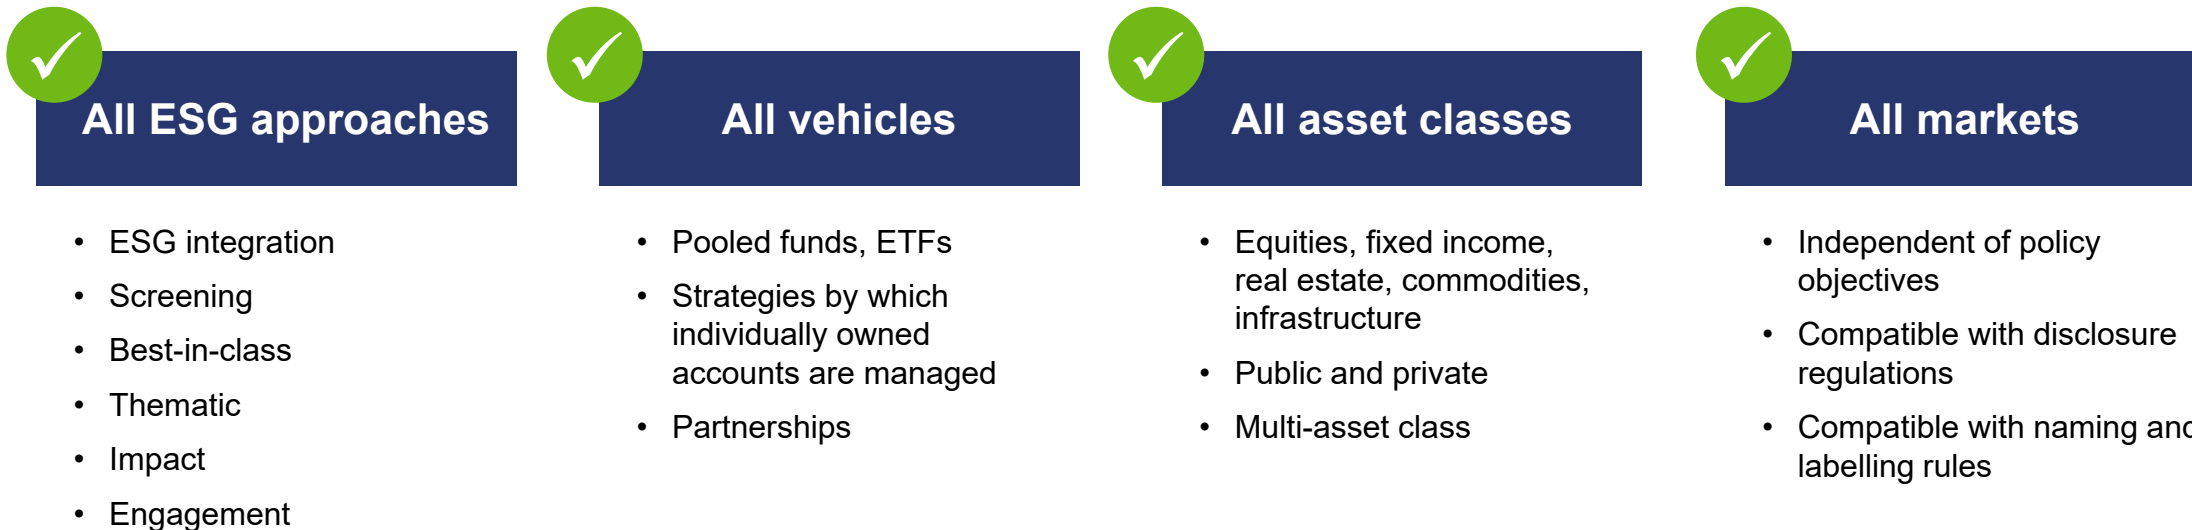 All ESG approaches
• ESG integration
• Screening
• Best-in-class
• Thematic
• Impact
• Engagement
All vehicles
• Pooled funds, ETFs
• Strategies by which
individually owned
accounts are managed
• Partnerships
All asset classes
• Equities, fixed income,
real estate, commodities,
infrastructure
• Public and private
• Multi-asset class
All markets
• Independent of policy
objectives
• Compatible with disclosure
regulations
• Compatible with naming and
labelling rules